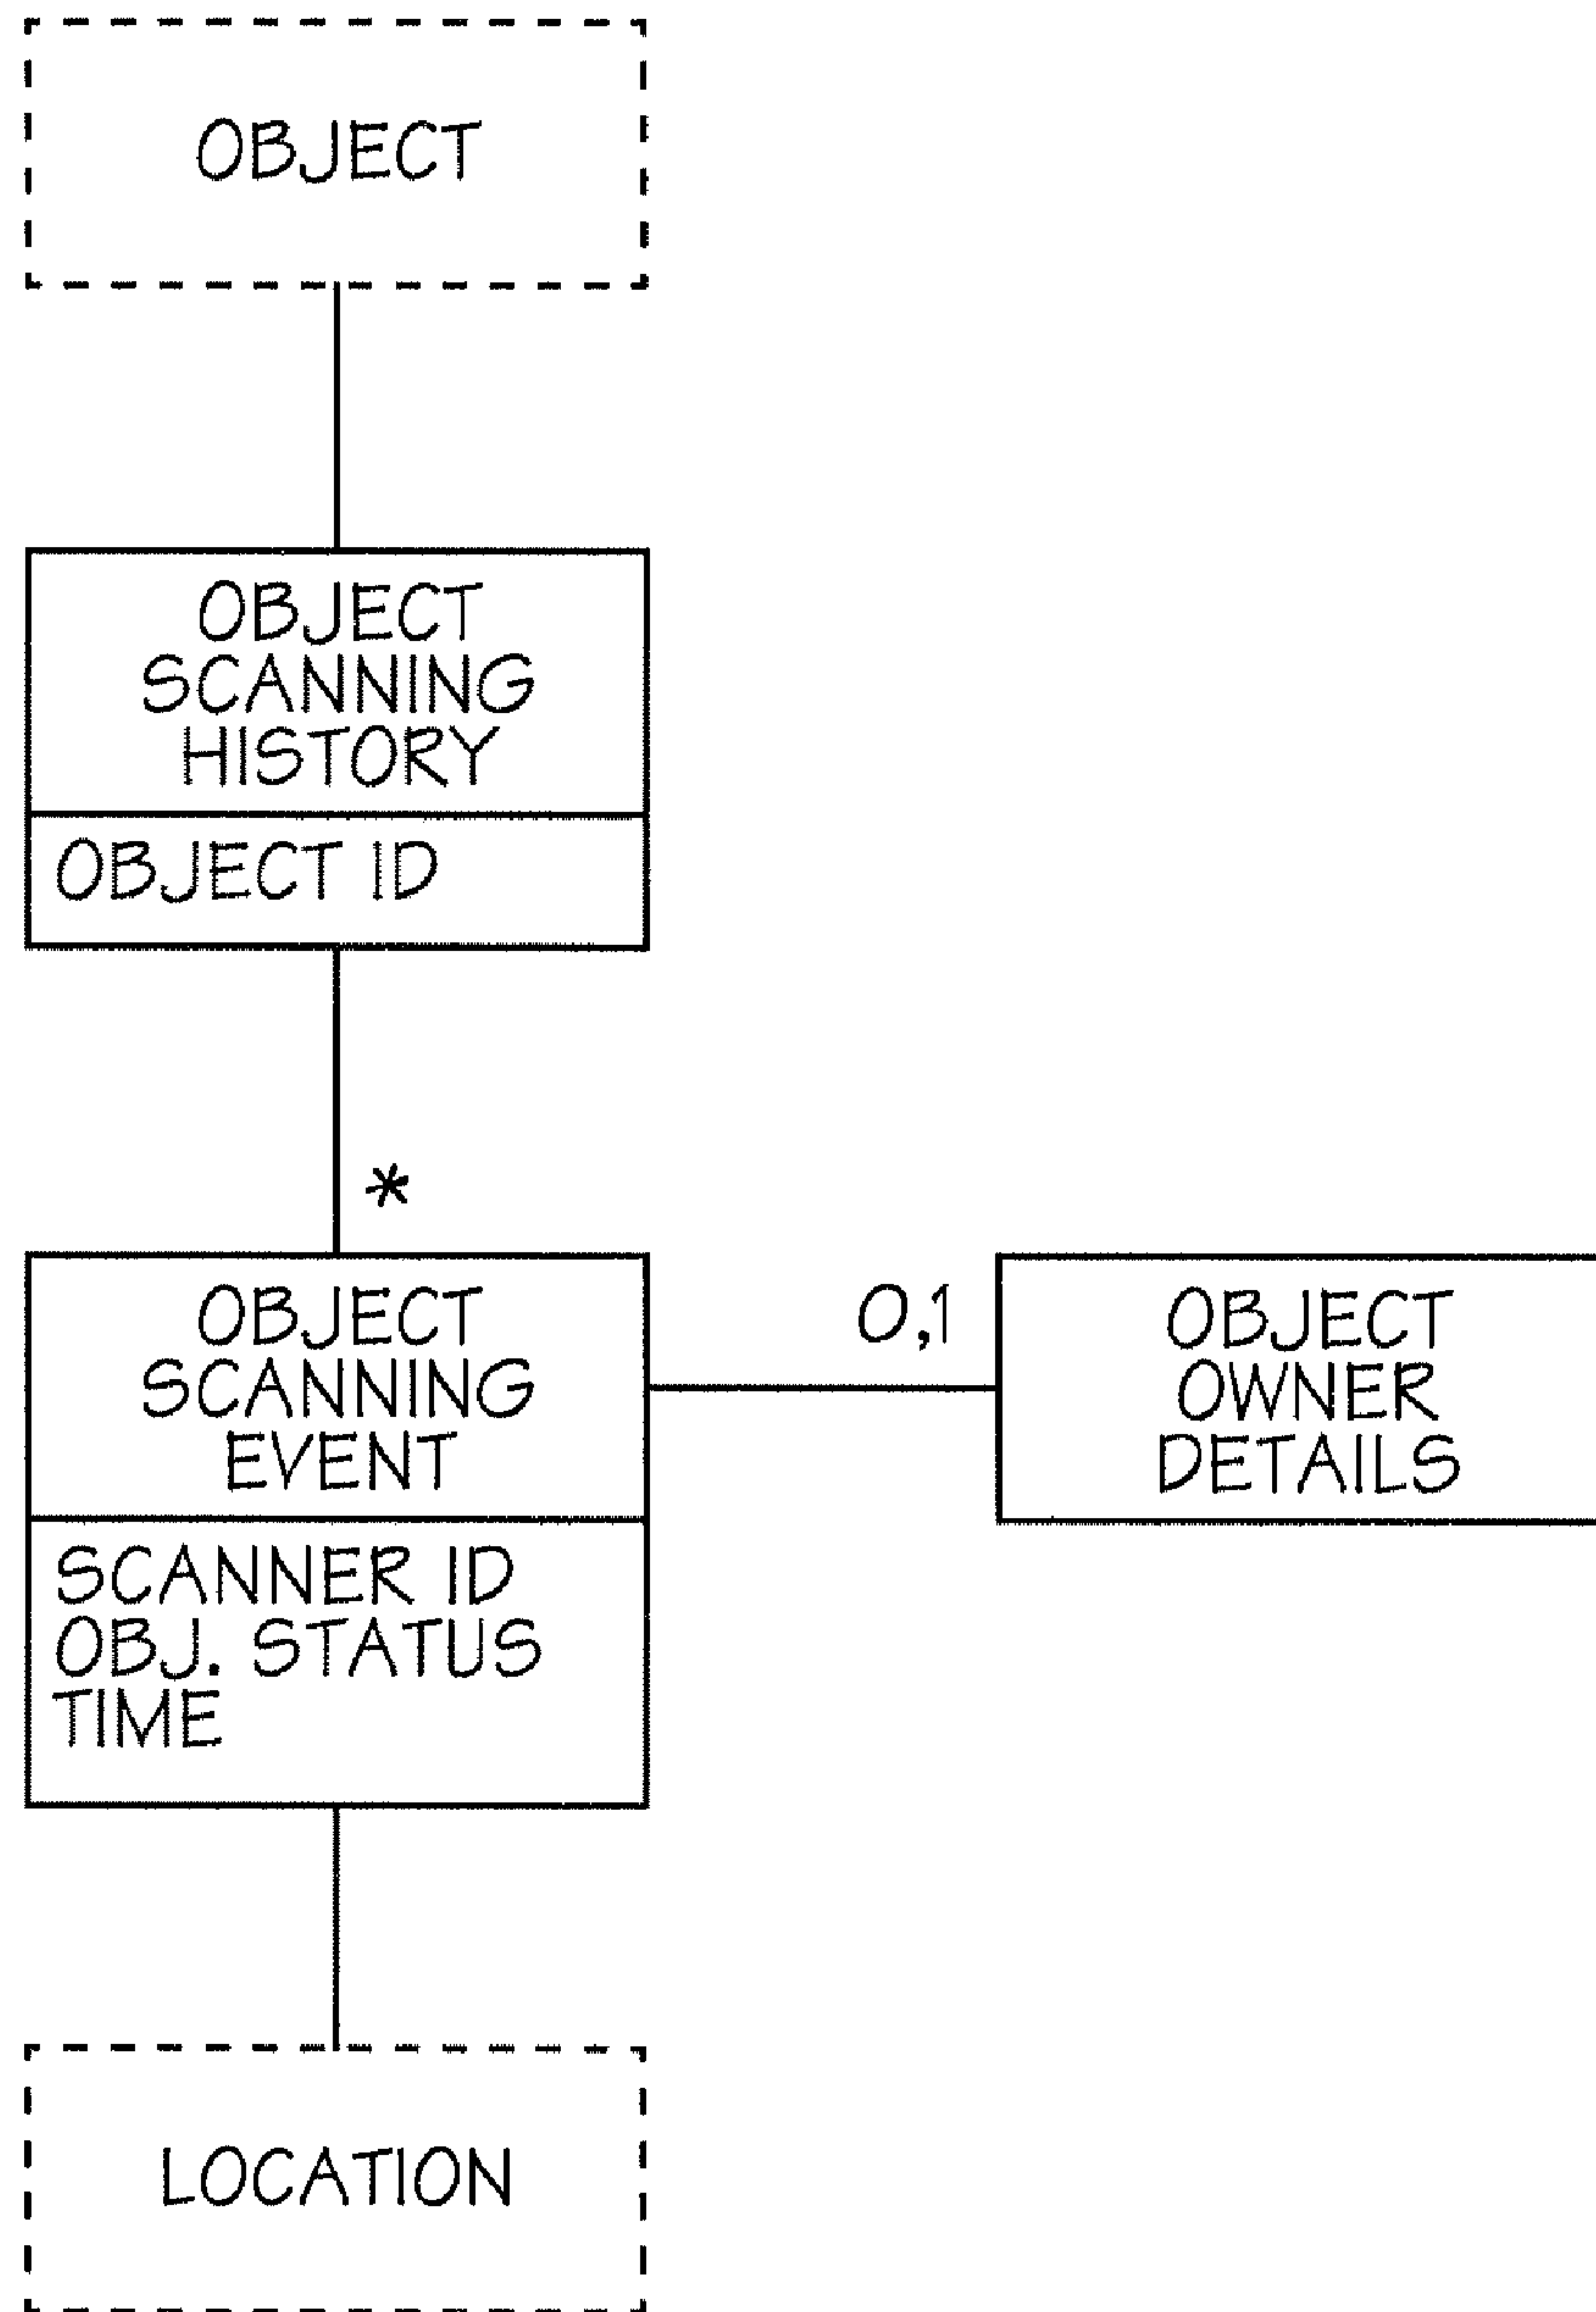 OBJECT
OBJECT
SCANNING
HISTORY
OBJECT ID
*
OBJECT
SCANNING
EVENT
SCANNER ID
OBJ. STATUS
TIME
0,1
OBJECT
OWNER
DETAILS
LOCATION